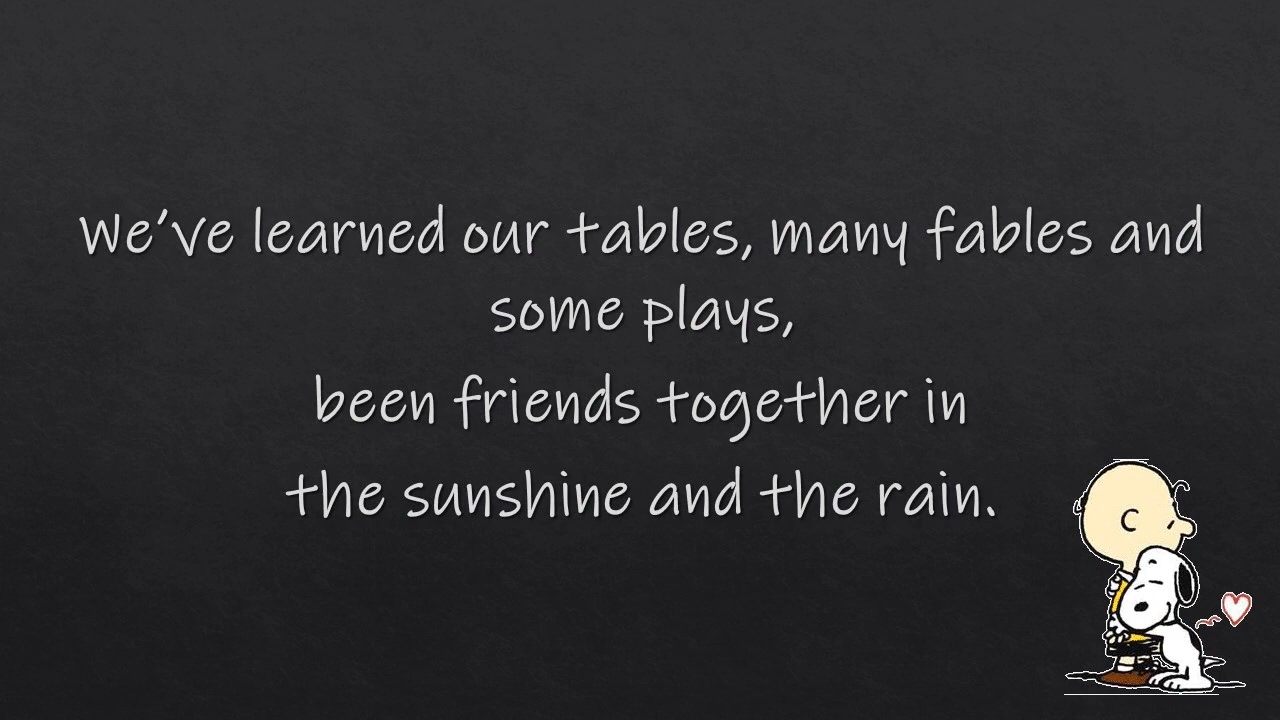 We’ve learned our tables, many fables and
some plays,
been friends together in
the sunshine and the rain.